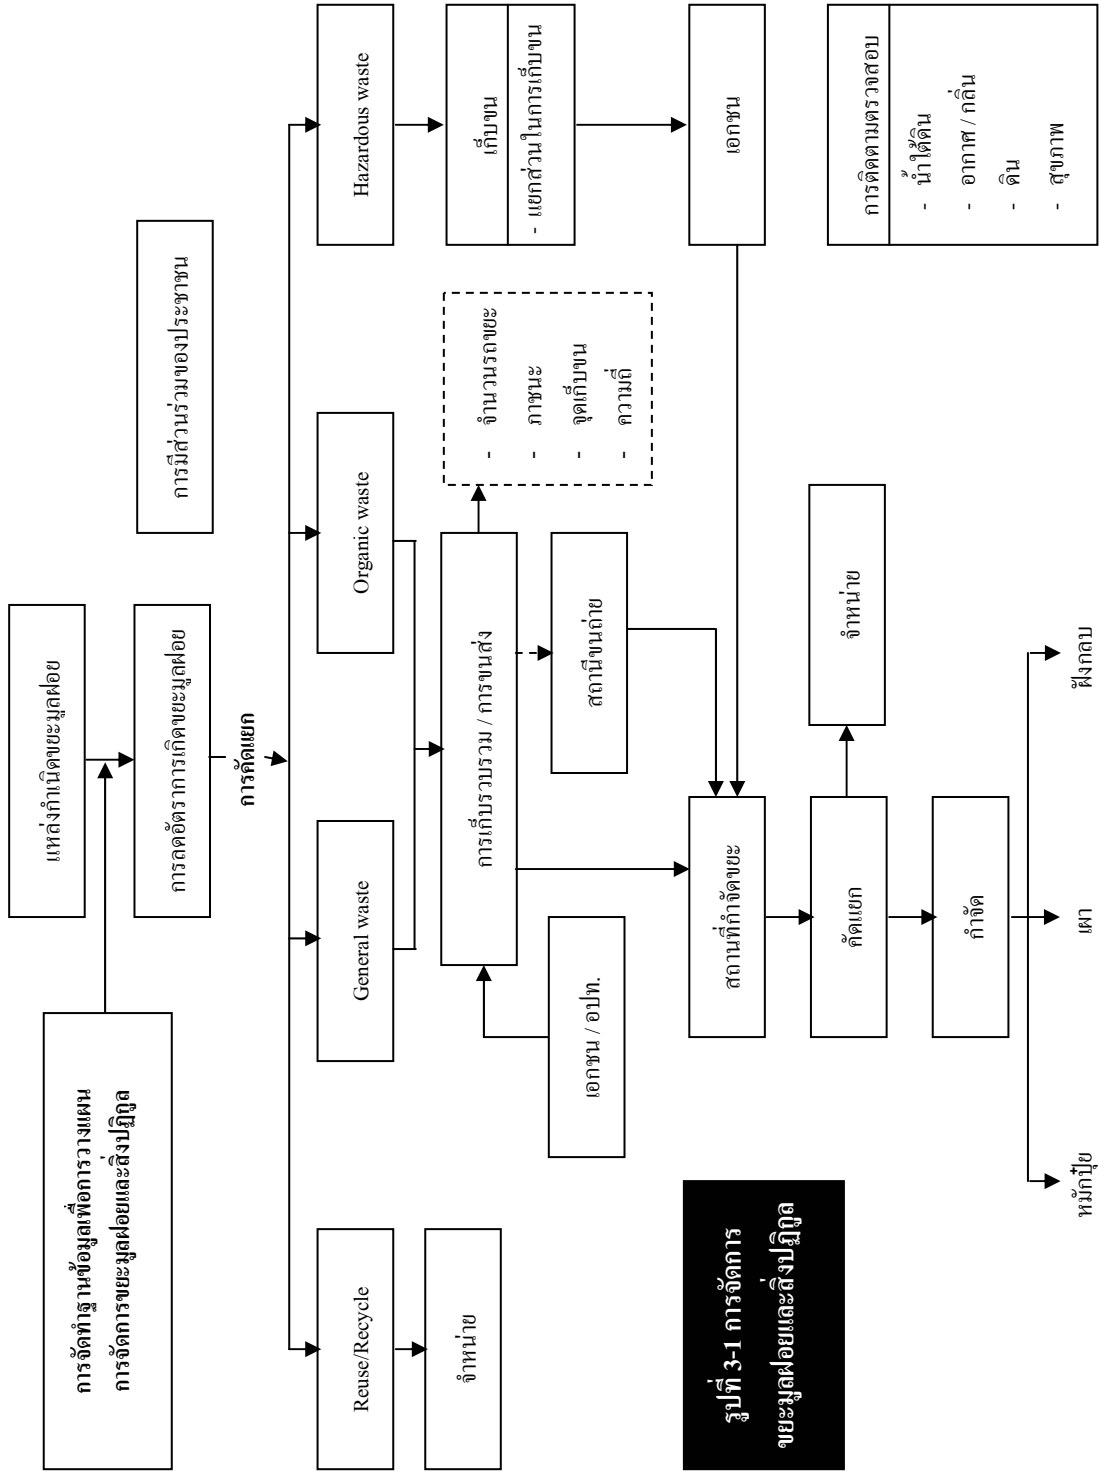 แหล่งกำเนิดขยะมูลฝอย
การจัดทำฐานข้อมูลเพื่อการวางแผน
การจัดการขยะมูลฝอยและสิ่งปฏิกูล
การลดอัตราการเกิดขยะมูลฝอย
การมีส่วนร่วมของประชาชน
การคัดแยก
Reuse/Recycle
General waste
Organic waste
Hazardous waste
จำหน่าย
การเก็บรวบรวม / การขนส่ง
- จำนวนรถขยะ
- ภาชนะ
- จุดเก็บขน
- ความถี่
เก็บขน
- แยกส่วนในการเก็บขน
เอกชน / อปท.
สถานีขนถ่าย
เอกชน
สถานที่กำจัดขยะ
คัดแยก
จำหน่าย
กำจัด
หมักปุ๋ย
เผา
ฝังกลบ
รูปที่ 3-1 การจัดการ
ขยะมูลฝอยและสิ่งปฏิกูล
การติดตามตรวจสอบ
- น้ำใต้ดิน
- อากาศ / กลิ่น
- ดิน
- สุขภาพ